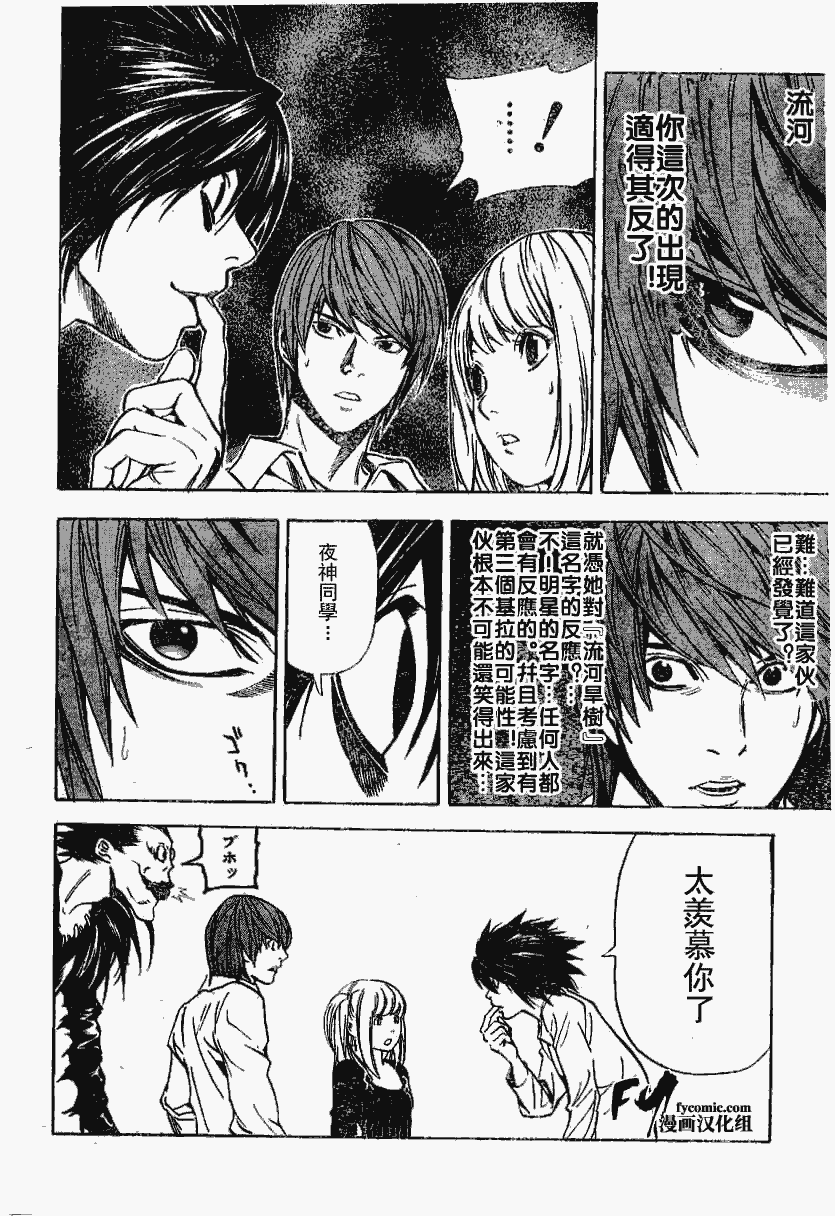 流河
你這次的出現
適得其反了！
……！
難…難道這家伙
已經發覺了？
就憑她對『流河旱樹』
這名字的反應？…
不！明星的名字…任何人都
會有反應的。幷且考慮到有
第二個基拉的可能性！這家
伙根本不可能還笑得出來…
夜神同學…
ゴク…
太羨慕你了
ブホッ
FY
fycomic.com
漫画汉化组